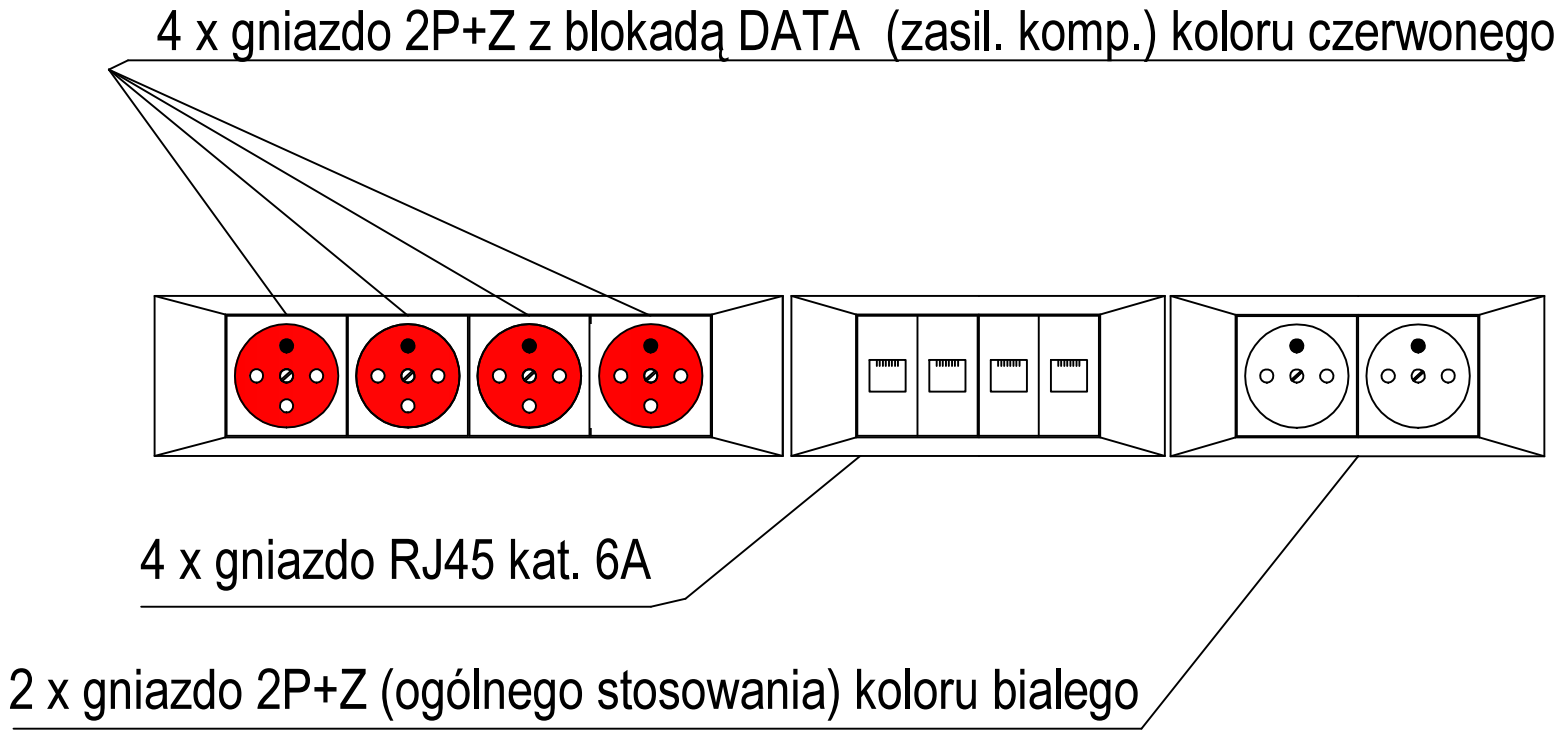 4 x gniazdo 2P+Z z blokadą DATA (zasil. komp.) koloru czerwonego
4 x gniazdo RJ45 kat. 6A
2 x gniazdo 2P+Z (ogólnego stosowania) koloru bialego